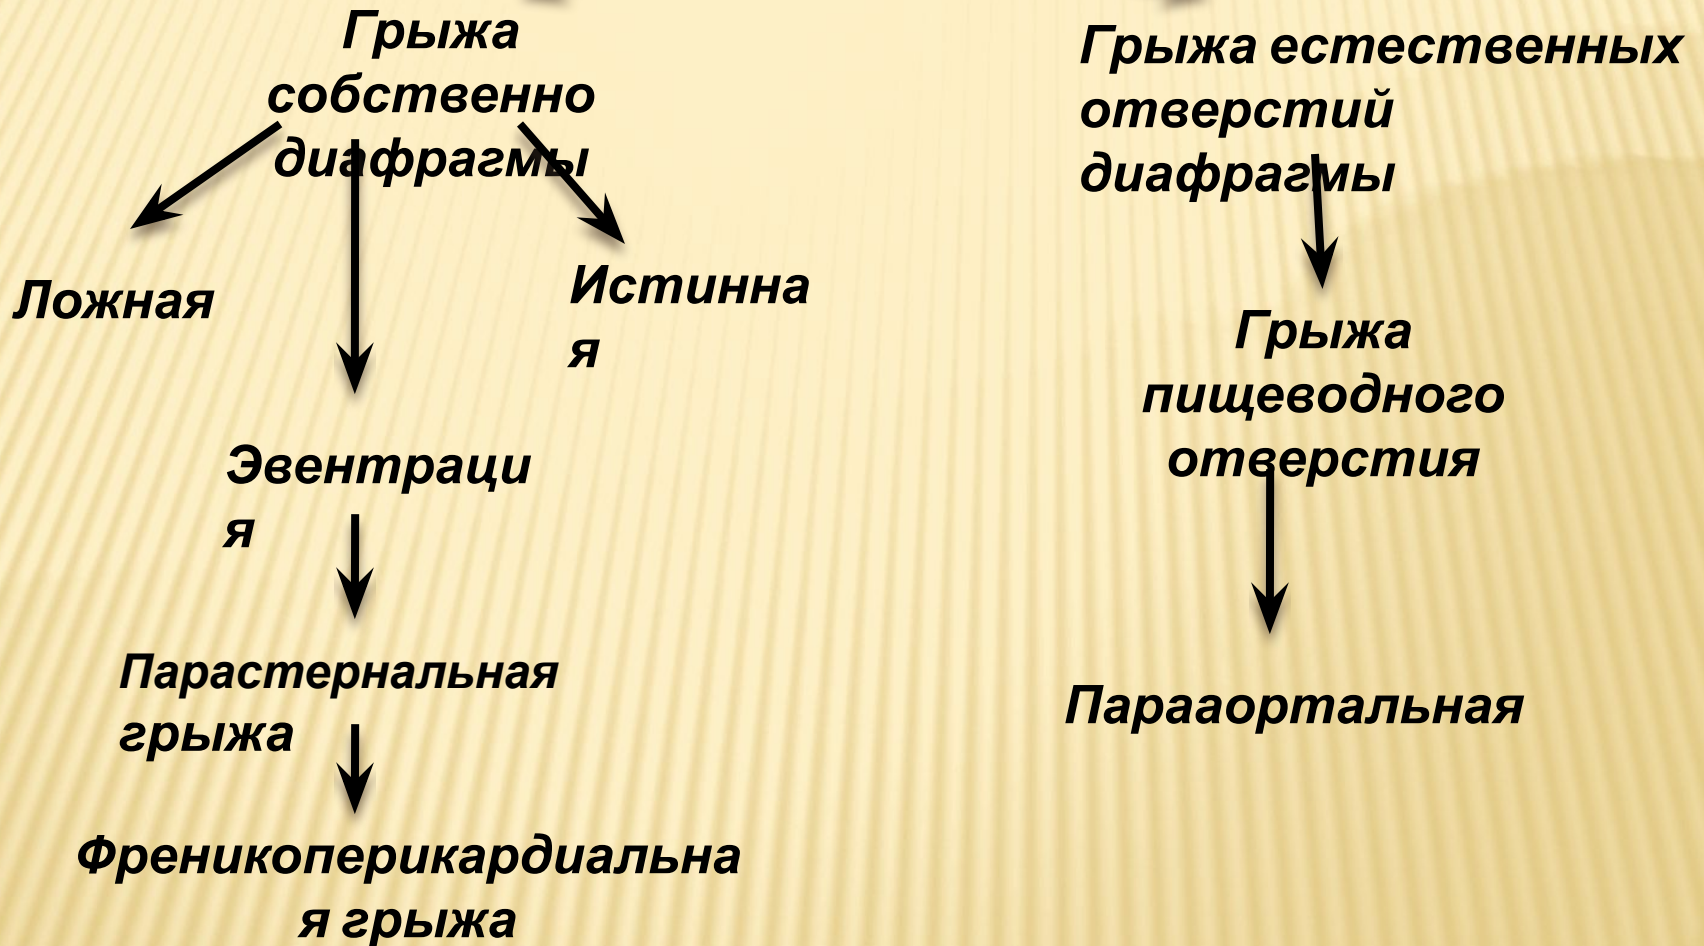 Грыжа
собственно
диафрагмы
Ложная
Истинна
я
Эвентраци
я
Парастернальная
грыжа
Френикоперикардиальна
я грыжа
Грыжа естественных
отверстий
диафрагмы
Грыжа
пищеводного
отверстия
Парааортальная